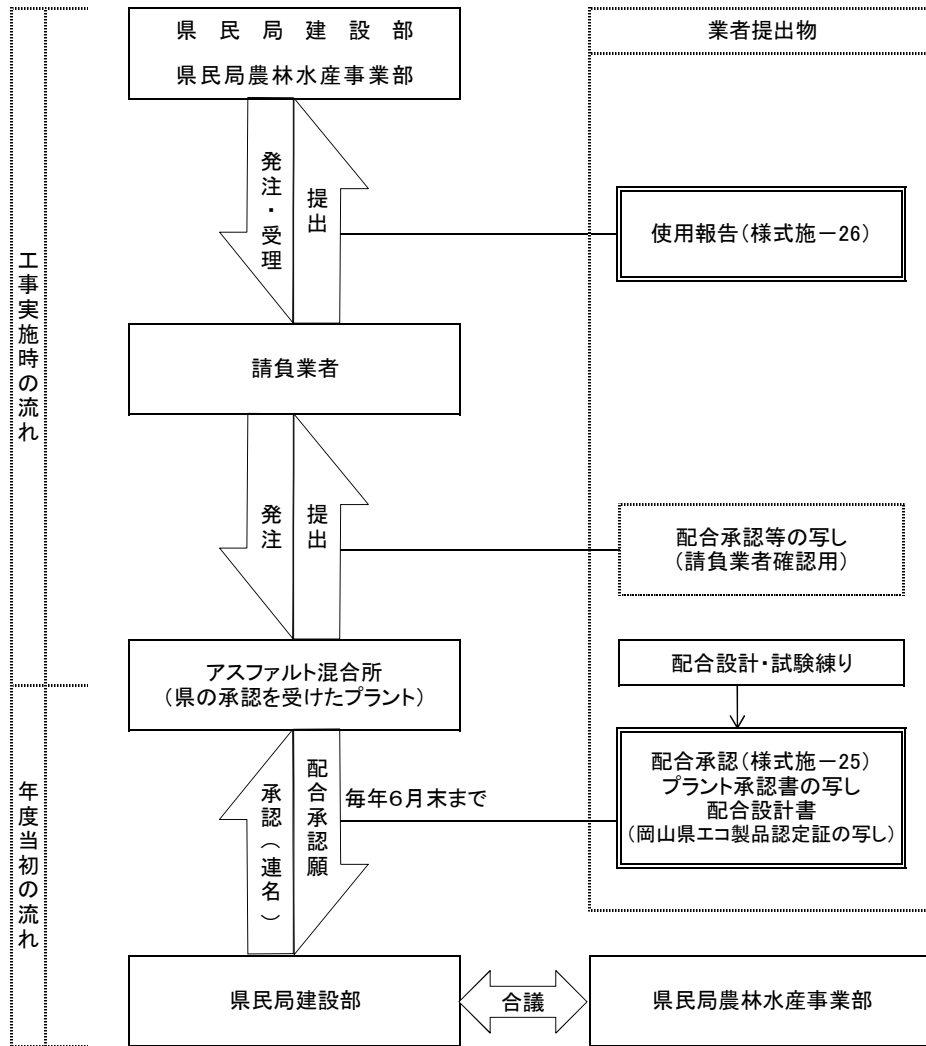 県民局建設部
県民局農林水産事業部
業者提出物
発注・受理
提出
使用報告（様式施－26）
工事実施時の流れ
請負業者
発注
提出
配合承認等の写し
（請負業者確認用）
アスファルト混合所
（県の承認を受けたプラント）
配合設計・試験練り
年度当初の流れ
承認（連名）
配合承認願
毎年６月末まで
配合承認（様式施－25）
プラント承認書の写し
配合設計書
（岡山県エコ製品認定証の写し）
県民局建設部
合議
県民局農林水産事業部